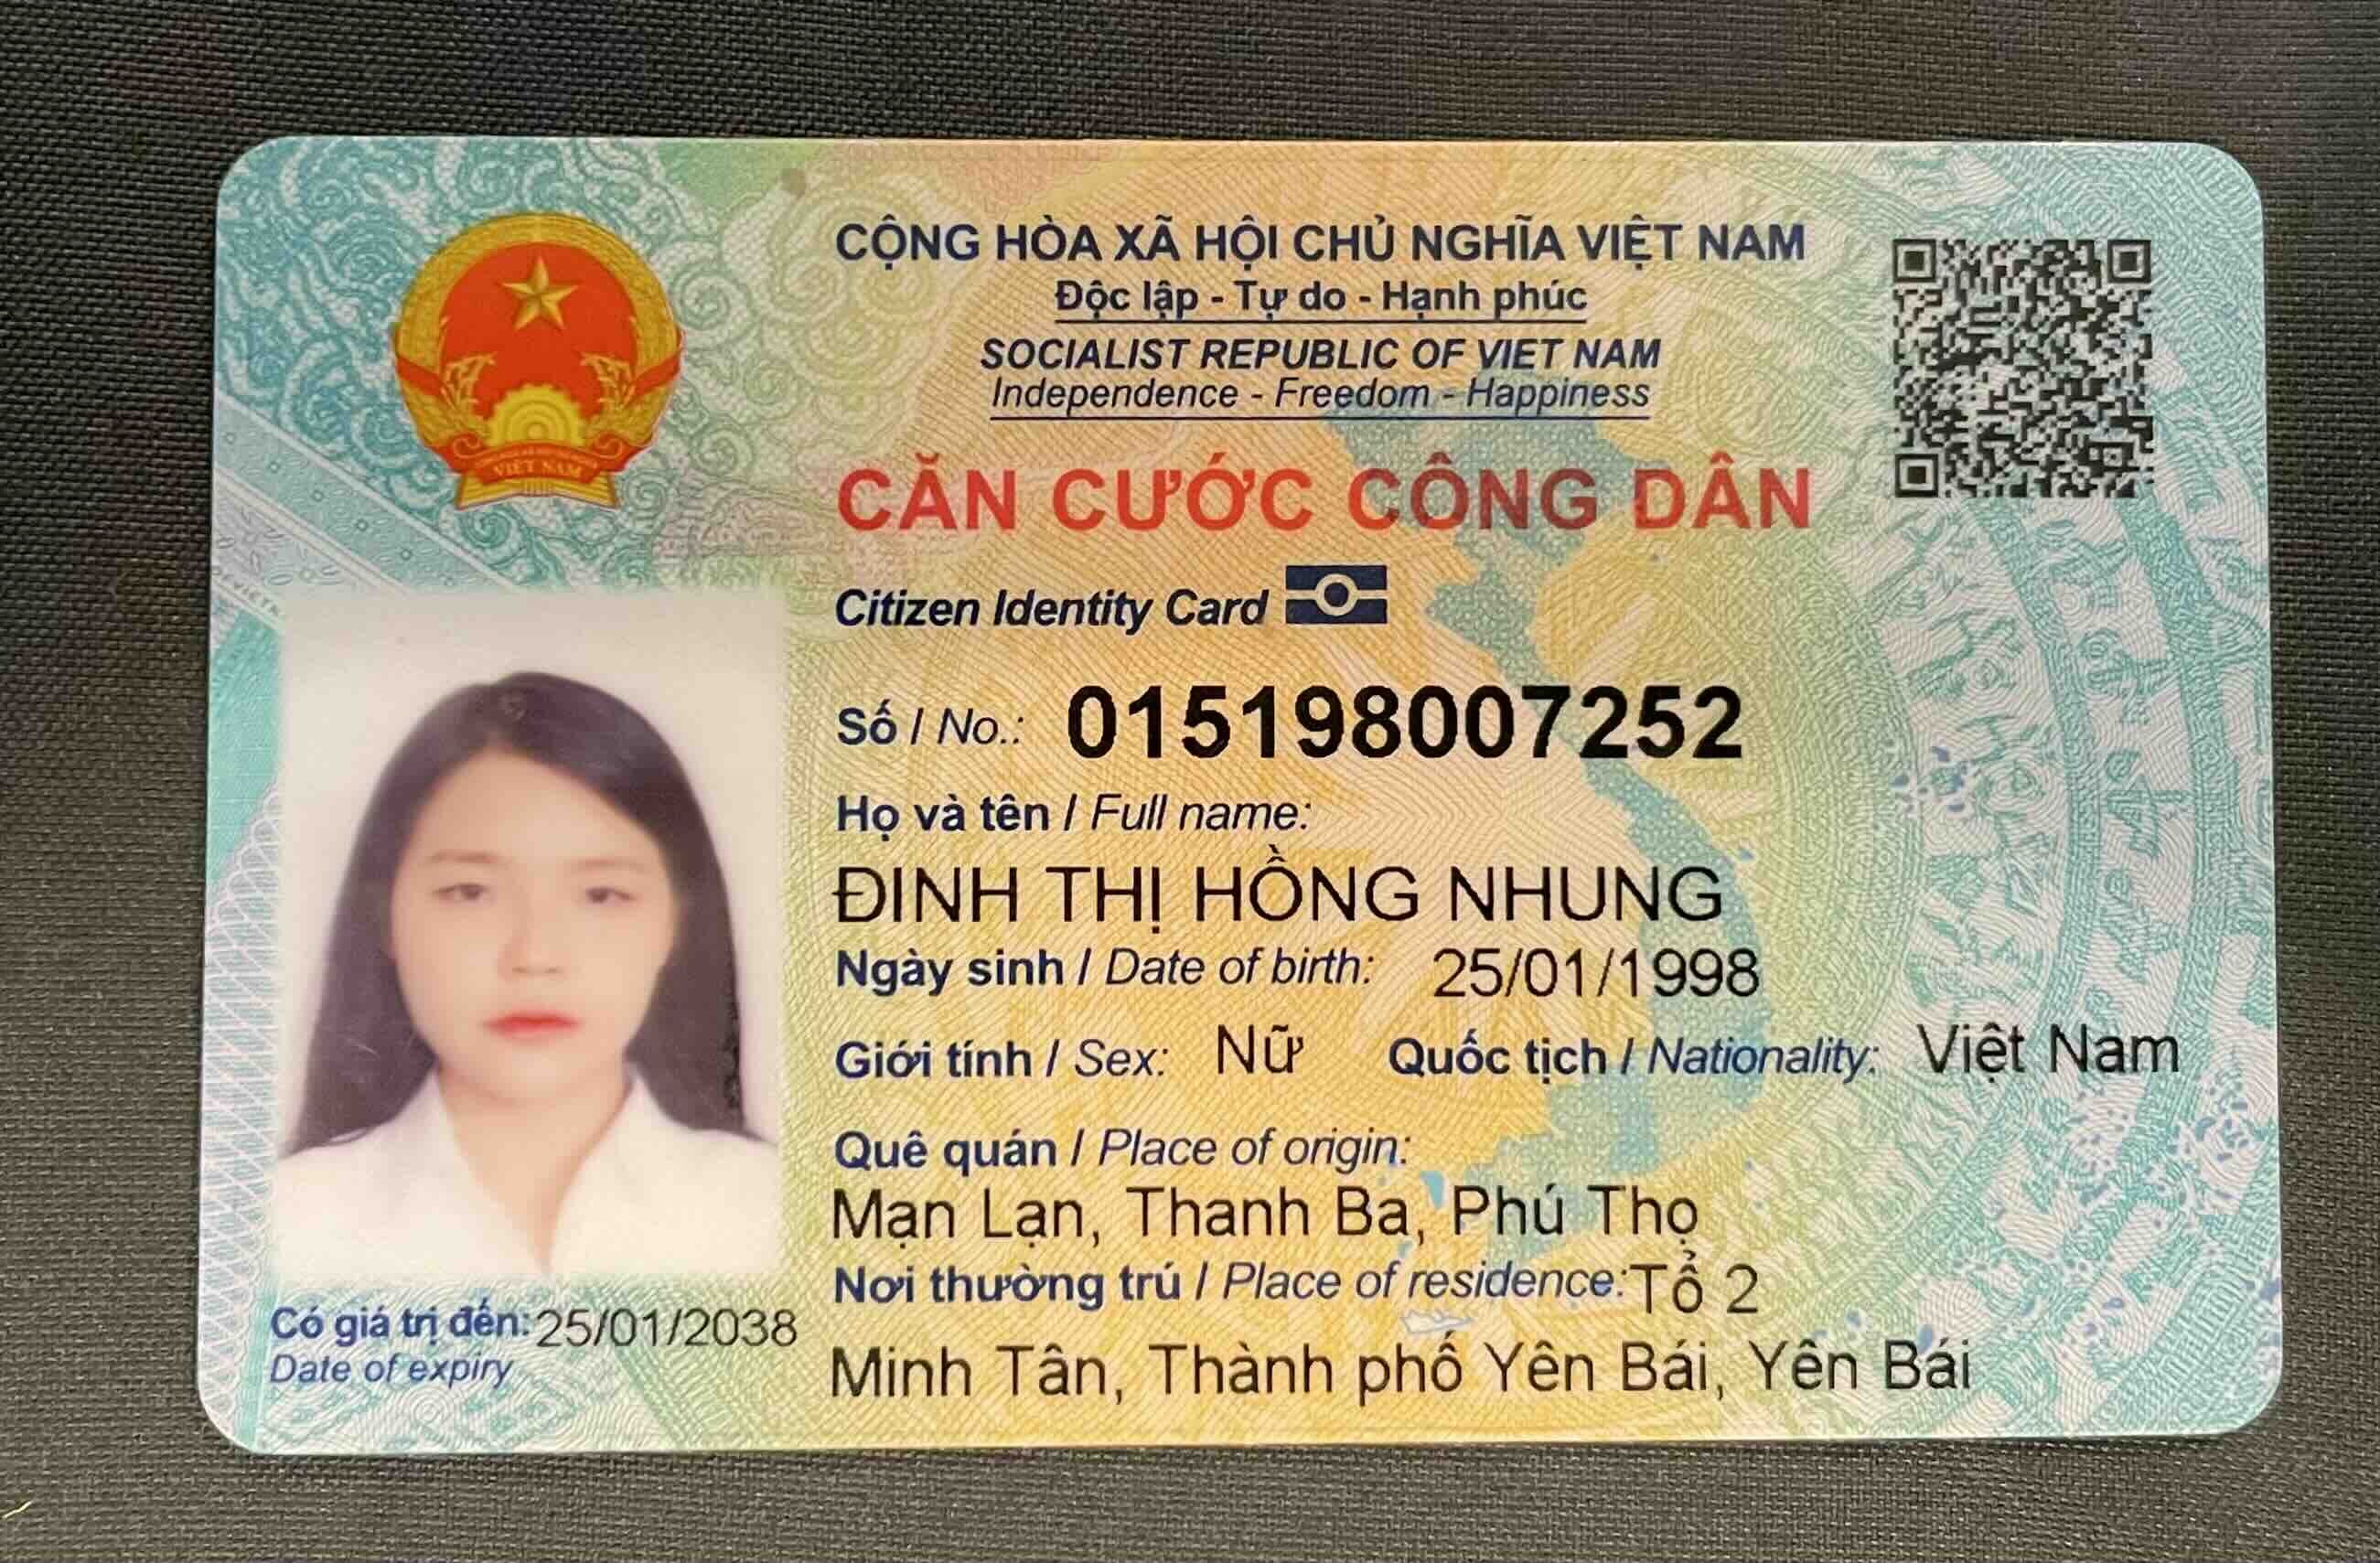 CỘNG HÒA XÃ HỘI CHỦ NGHĨA VIỆT NAM
Độc lập - Tự do - Hạnh phúc
SOCIALIST REPUBLIC OF VIET NAM
Independence - Freedom - Happiness
CĂN CƯỚC CÔNG DÂN
Citizen Identity Card
Số / No.: 015198007252
Họ và tên / Full name:
ĐINH THỊ HỒNG NHUNG
Ngày sinh / Date of birth: 25/01/1998
Giới tính / Sex: Nữ Quốc tịch / Nationality: Việt Nam
Quê quán / Place of origin:
Mạn Lạn, Thanh Ba, Phú Thọ
Nơi thường trú / Place of residence: Tổ 2
Minh Tân, Thành phố Yên Bái, Yên Bái
Có giá trị đến: 25/01/2038
Date of expiry
VIỆT NAM